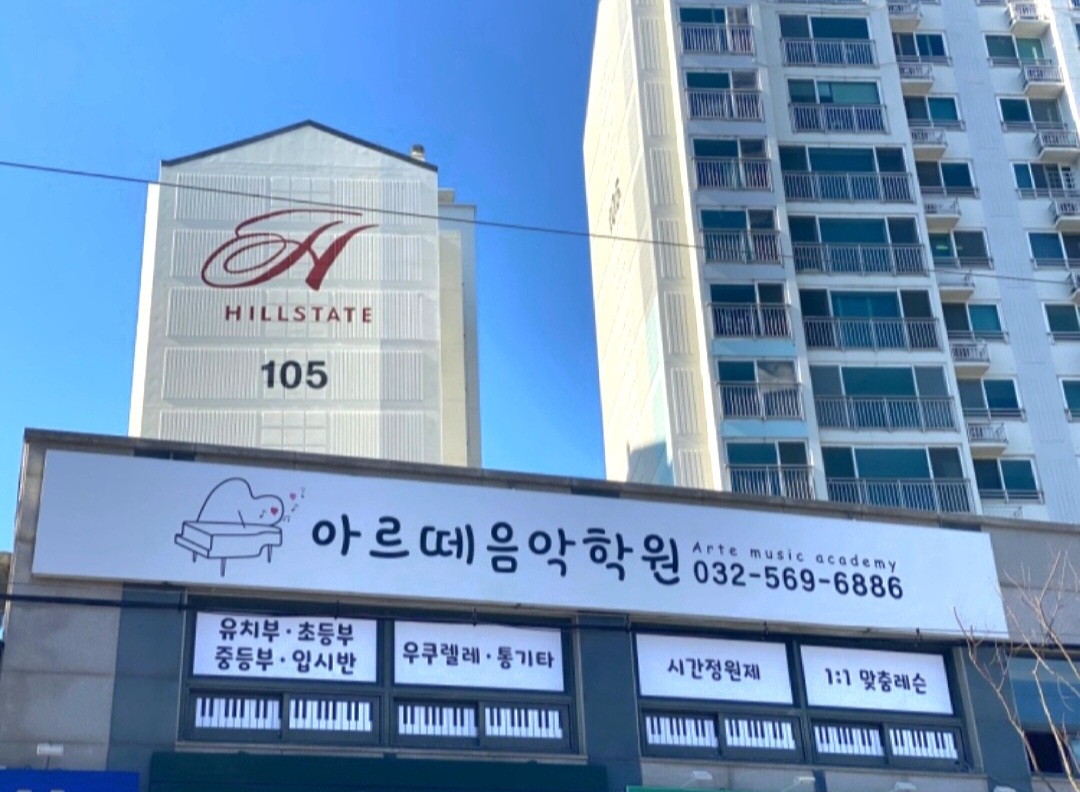 H
HILLSTATE
105
아르떼음악학원
Arte music academy
032-569-6886
유치부·초등부
중등부·입시반
우쿠렐레·통기타
시간정원제
1:1 맞춤레슨